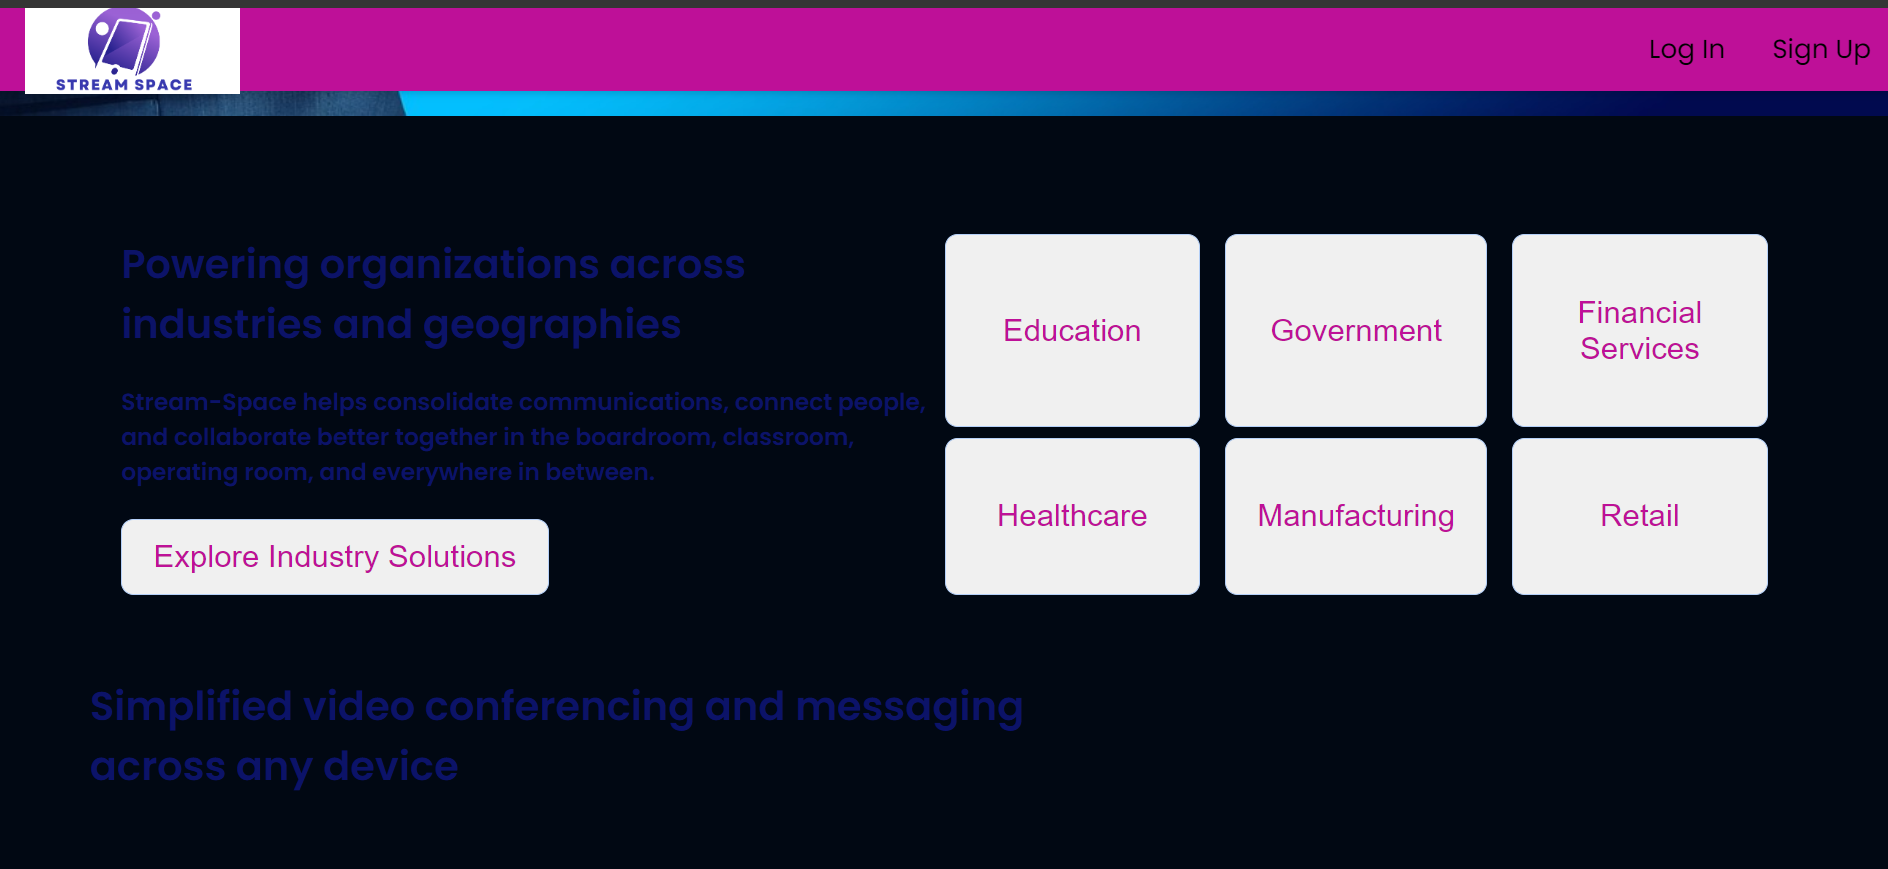 STREAM SPACE
Log In
Sign Up
Powering organizations across
industries and geographies
Stream-Space helps consolidate communications, connect people,
and collaborate better together in the boardroom, classroom,
operating room, and everywhere in between.
Explore Industry Solutions
Education
Government
Financial
Services
Healthcare
Manufacturing
Retail
Simplified video conferencing and messaging
across any device